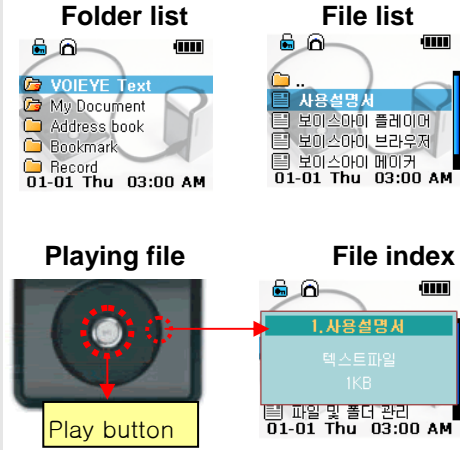 Folder list
VOIEYE Text
My Document
Address book
Bookmark
Record
01-01 Thu 03:00 AM
File list
..
사용설명서
보이스아이 플레이어
보이스아이 브라우저
보이스아이 메이커
01-01 Thu 03:00 AM
Playing file
Play button
File index
1.사용설명서
텍스트파일
1KB
파일 및 폴더 관리
01-01 Thu 03:00 AM